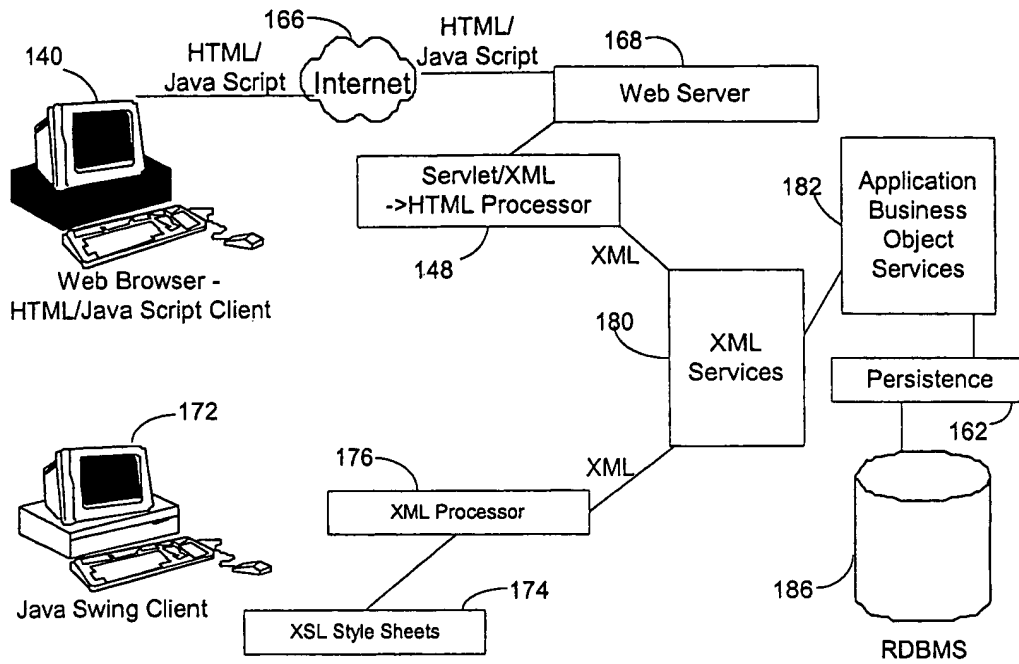 166
HTML/
Java Script
HTML/
Java Script
168
140
Internet
Web Server
Servlet/XML
->HTML Processor
148
XML
182
Application
Business
Object
Services
Web Browser -
HTML/Java Script Client
180
XML
Services
Persistence
162
172
176
XML
XML Processor
Java Swing Client
174
XSL Style Sheets
186
RDBMS